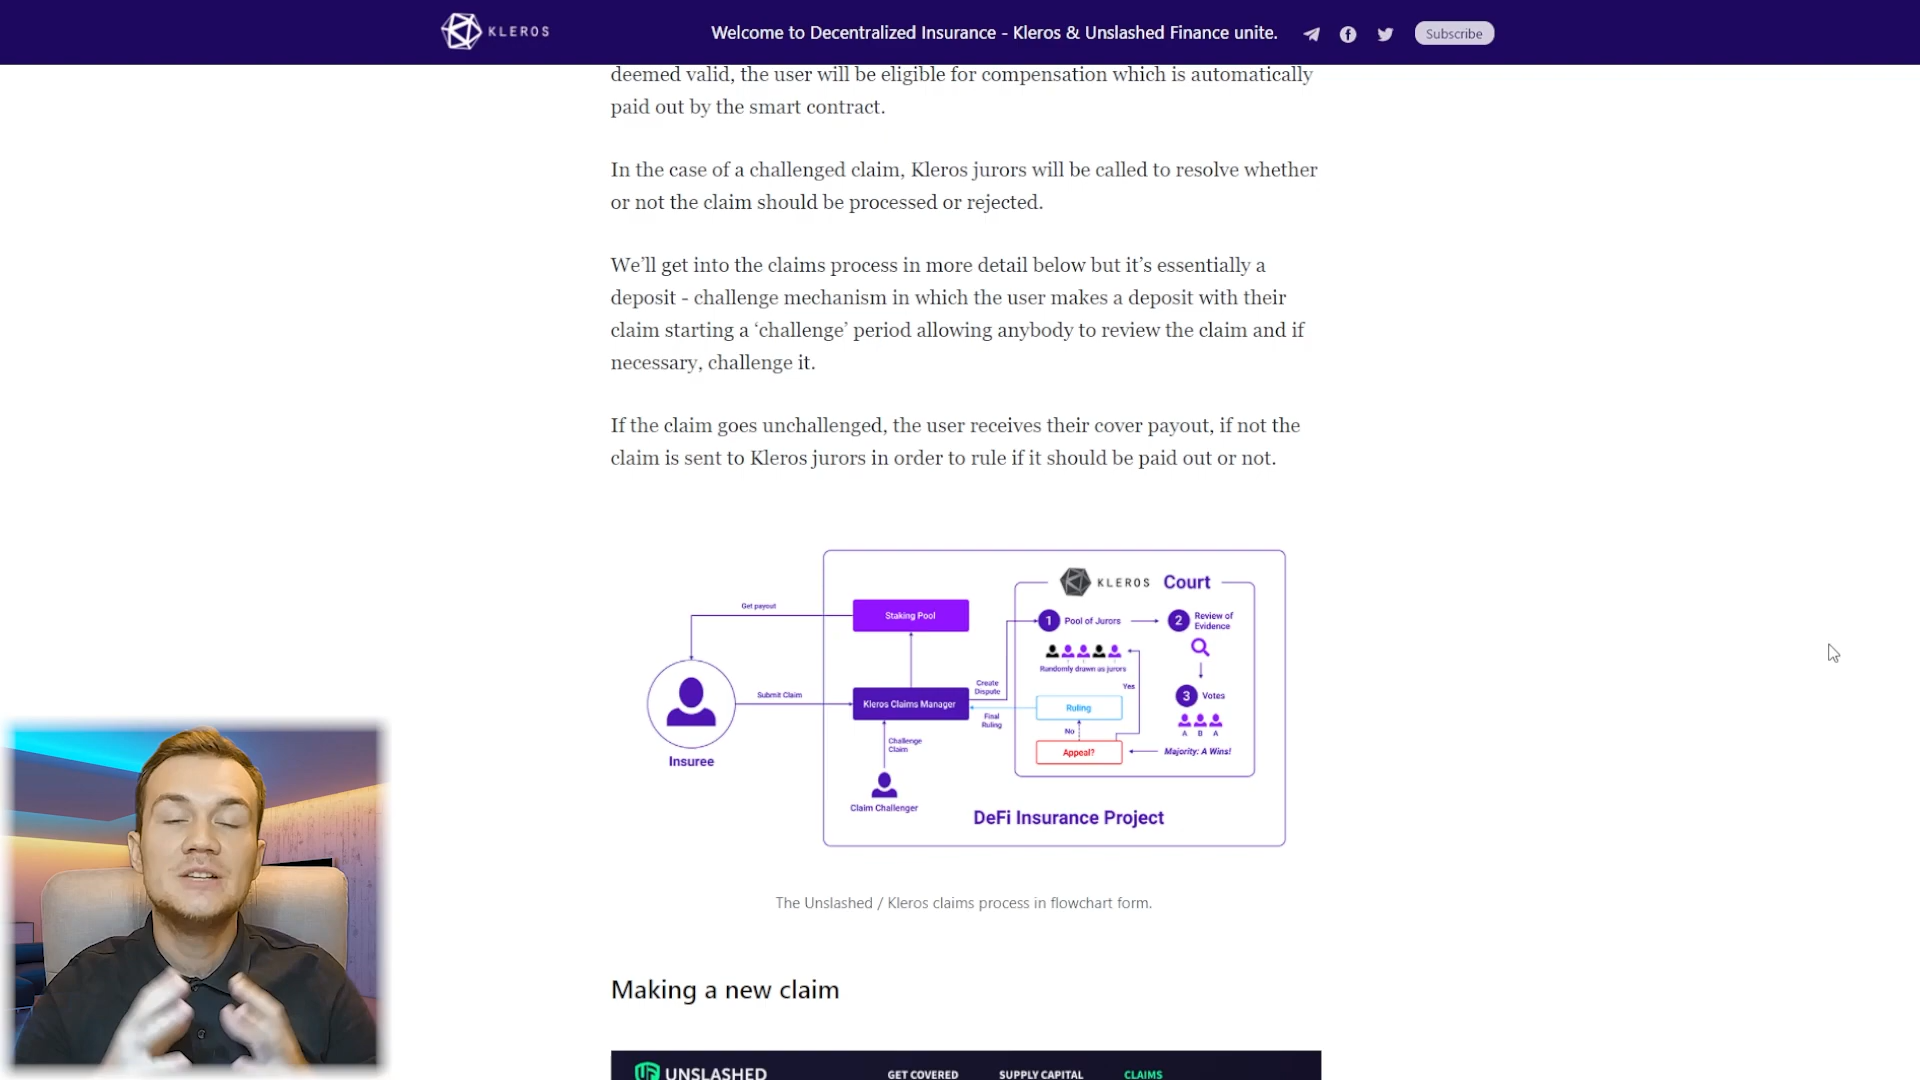 KLEROS
Welcome to Decentralized Insurance - Kleros & Unslashed Finance unite.
Subscribe
deemed valid, the user will be eligible for compensation which is automatically
paid out by the smart contract.
In the case of a challenged claim, Kleros jurors will be called to resolve whether
or not the claim should be processed or rejected.
We’ll get into the claims process in more detail below but it’s essentially a
deposit - challenge mechanism in which the user makes a deposit with their
claim starting a ‘challenge’ period allowing anybody to review the claim and if
necessary, challenge it.
If the claim goes unchallenged, the user receives their cover payout, if not the
claim is sent to Kleros jurors in order to rule if it should be paid out or not.
KLEROS Court
Get payout
Staking Pool
1 Pool of Jurors
2 Review of
Evidence
Randomly drawn as jurors
Create
Dispute
Yes
Submit Claim
Kleros Claims Manager
3 Votes
Ruling
Final
Ruling
No
A B A
Challenge
Claim
Appeal?
Majority: A Wins!
Insuree
Claim Challenger
DeFi Insurance Project
The Unslashed / Kleros claims process in flowchart form.
Making a new claim
UF UNSLASHED
GET COVERED
SUPPLY CAPITAL
CLAIMS